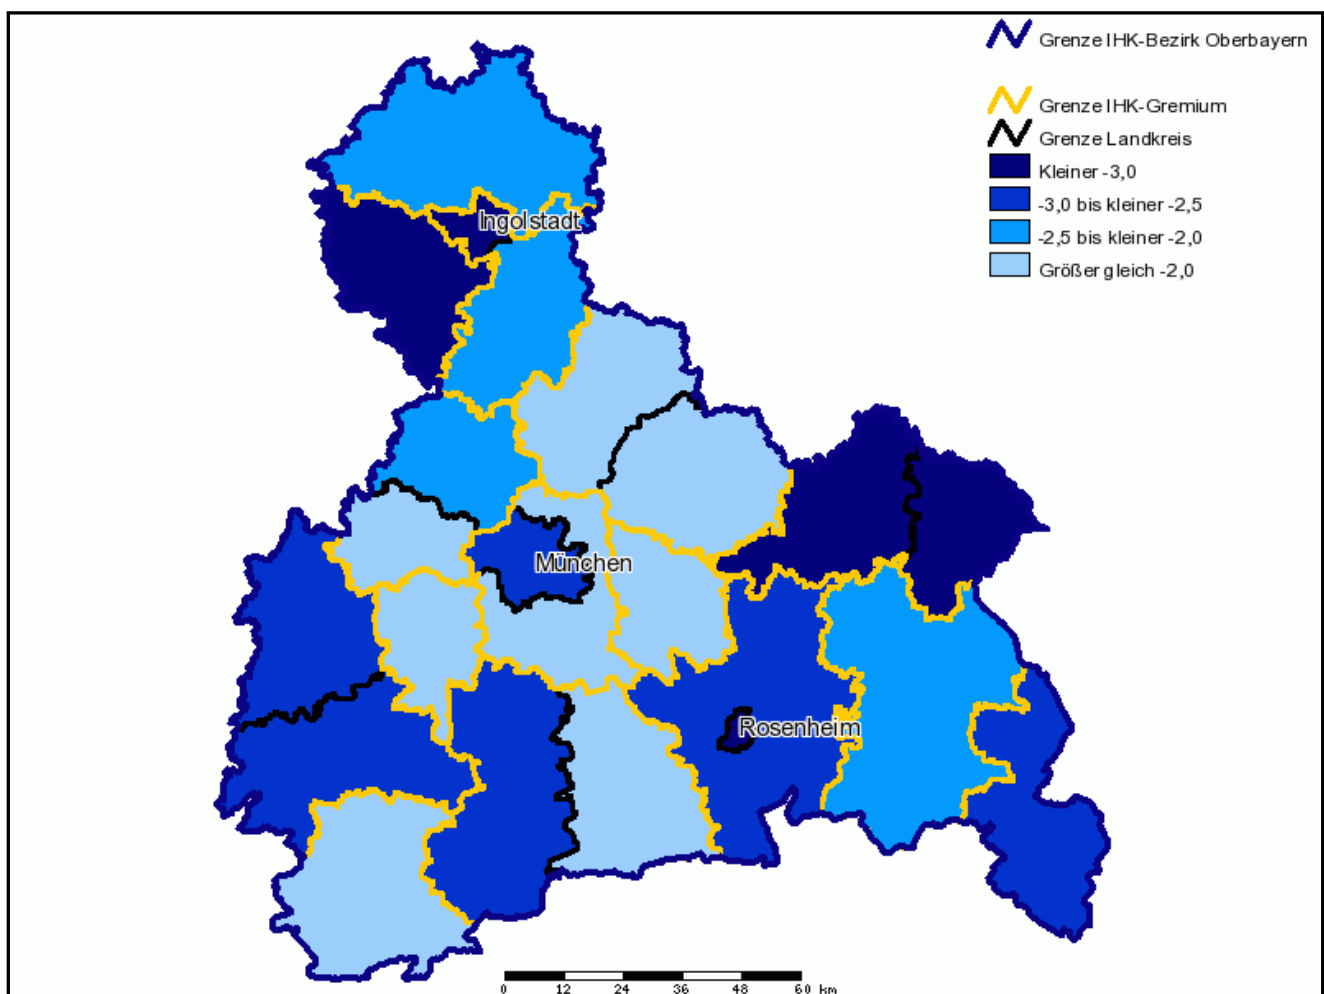 Grenze IHK-Bezirk Oberbayern
Grenze IHK-Gremium
Grenze Landkreis
Kleiner -3,0
-3,0 bis kleiner -2,5
-2,5 bis kleiner -2,0
Größer gleich -2,0
Ingolstadt
München
Rosenheim
0 12 24 36 48 60 km